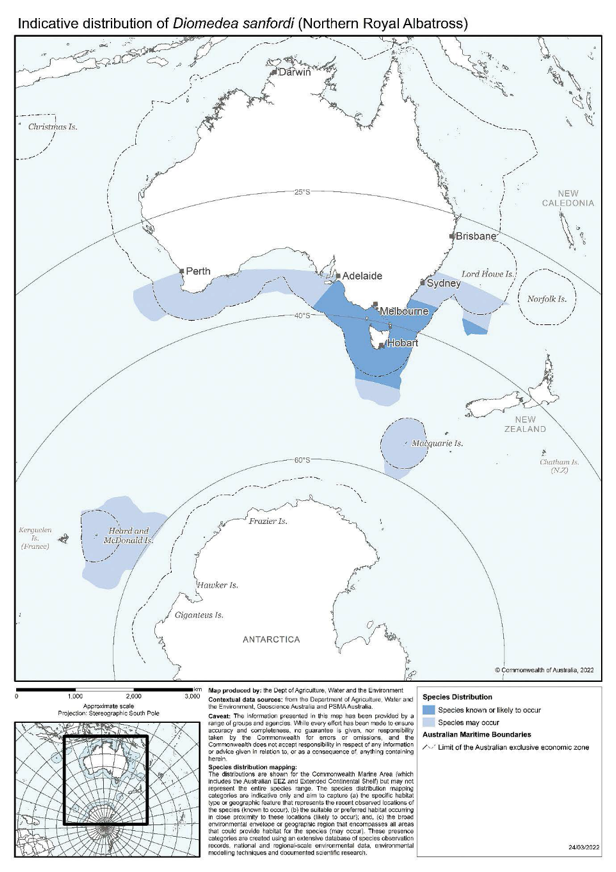 Indicative distribution of Diomedea sanfordi (Northern Royal Albatross)
Darwin
Christmas Is.
25°S
NEW
CALEDONIA
Brisbane
Perth
Adelaide
Lord Howe Is.
Sydney
Norfolk Is.
40°S
Melbourne
Hobart
NEW
ZEALAND
Macquarie Is.
Chatham Is.
(N.Z)
60°S
Frazier Is.
Kerguelen
Is.
(France)
Heard and
McDonald Is.
Hawker Is.
Giganteus Is.
ANTARCTICA
© Commonwealth of Australia, 2022
0 1,000 2,000 3,000
km
Approximate scale
Projection: Stereographic South Pole
Map produced by: the Dept of Agriculture, Water and the Environment
Contextual data sources: from the Department of Agriculture, Water and
the Environment, Geoscience Australia and PSMA Australia.
Caveat: The information presented in this map has been provided by a
range of groups and agencies. While every effort has been made to ensure
accuracy and completeness, no guarantee is given, nor responsibility
taken by the Commonwealth for errors or omissions, and the
Commonwealth does not accept responsibility in respect of any information
or advice given in relation to, or as a consequence of, anything containing
herein.
Species distribution mapping:
The distributions are shown for the Commonwealth Marine Area (which
includes the Australian EEZ and Extended Continental Shelf) but may not
represent the entire species range. The species distribution mapping
categories are indicative only and aim to capture (a) the specific habitat
type or geographic feature that represents the recent observed locations of
the species (known to occur), (b) the suitable or preferred habitat occurring
in close proximity to these locations (likely to occur); and, (c) the broad
environmental envelope or geographic region that encompasses all areas
that could provide habitat for the species (may occur). These presence
categories are created using an extensive database of species observation
records, national and regional-scale environmental data, environmental
modelling techniques and documented scientific research.
Species Distribution
Species known or likely to occur
Species may occur
Australian Maritime Boundaries
Limit of the Australian exclusive economic zone
24/03/2022